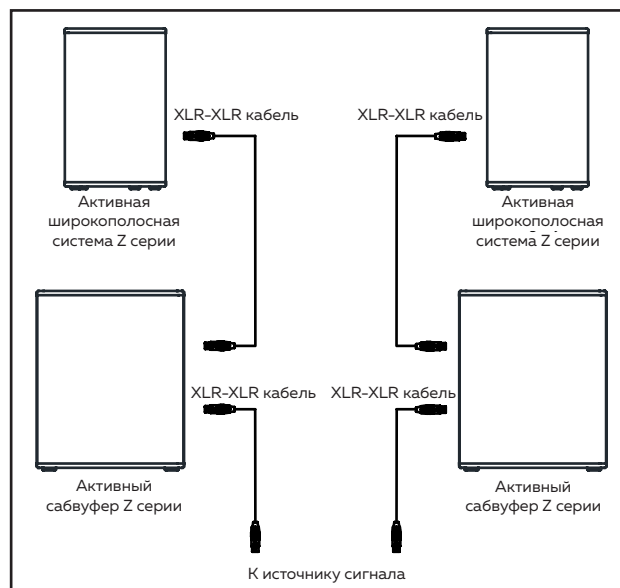 XLR-XLR кабель
XLR-XLR кабель
Активная
широкополосная
система Z серии
Активная
широкополосная
система Z серии
XLR-XLR кабель
XLR-XLR кабель
Активный
сабвуфер Z серии
Активный
сабвуфер Z серии
К источнику сигнала